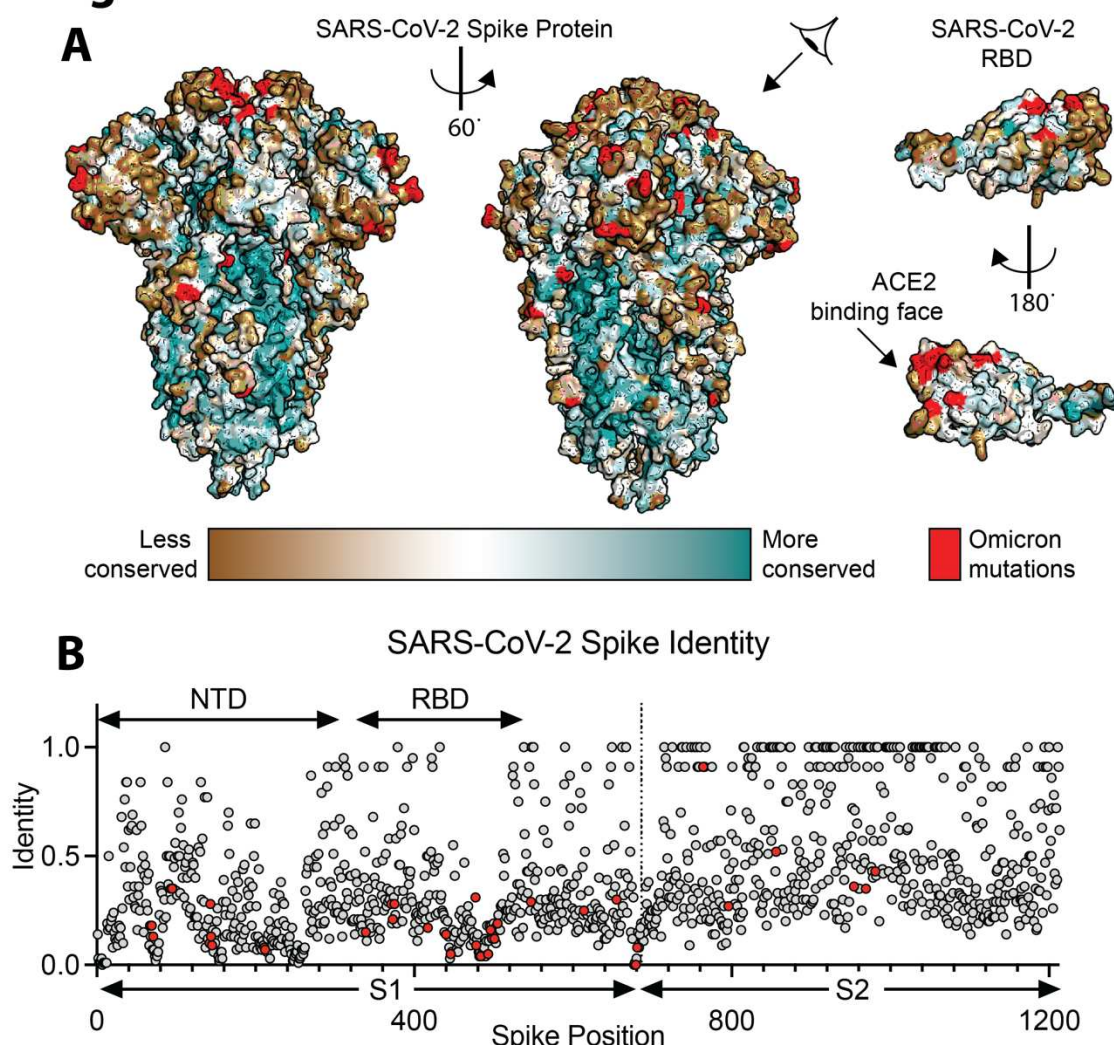 A
SARS-CoV-2 Spike Protein
60˙
SARS-CoV-2
RBD
180˙
ACE2
binding face
Less
conserved
More
conserved
Omicron
mutations
B
SARS-CoV-2 Spike Identity
NTD
RBD
1.0
0.5
0.0
Identity
S1
S2
0
400
800
1200
Spike Position